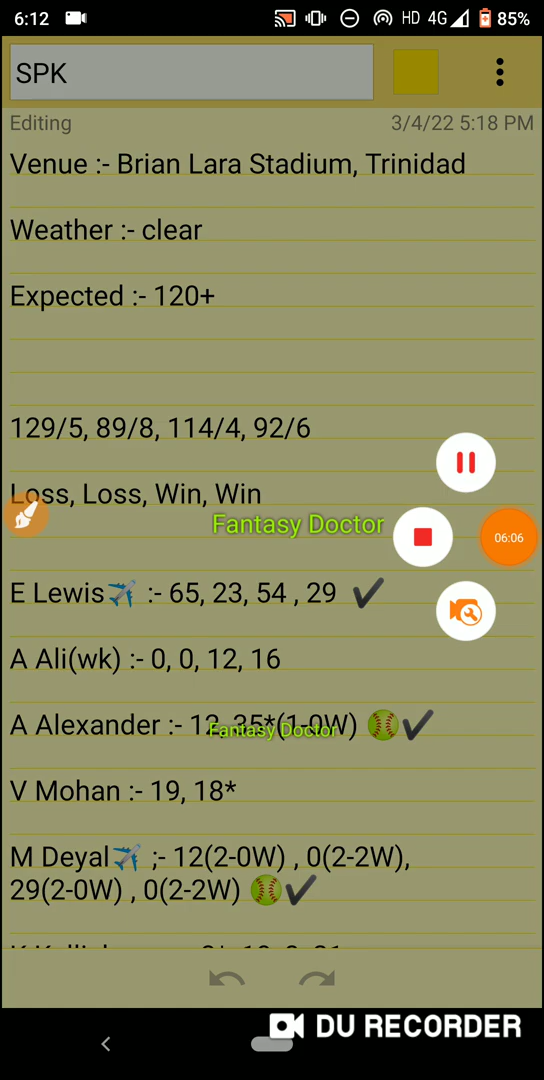 6:12 HD 4G 85%
SPK
Editing 3/4/22 5:18 PM
Venue :- Brian Lara Stadium, Trinidad
Weather :- clear
Expected :- 120+
129/5, 89/8, 114/4, 92/6
Loss, Loss, Win, Win
Fantasy Doctor
06:06
E Lewis✈️ :- 65, 23, 54 , 29 ✔️
A Ali(wk) :- 0, 0, 12, 16
A Alexander :- 12, 35*(1-0W) 🥎✔️
Fantasy Doctor
V Mohan :- 19, 18*
M Deyal✈️ ;- 12(2-0W) , 0(2-2W),
29(2-0W) , 0(2-2W) 🥎✔️
DU RECORDER